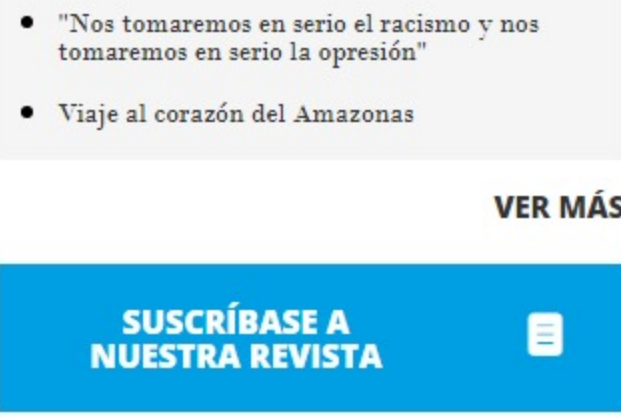 "Nos tomaremos en serio el racismo y nos
tomaremos en serio la opresión"
Viaje al corazón del Amazonas
VER MÁS
SUSCRÍBASE A
NUESTRA REVISTA